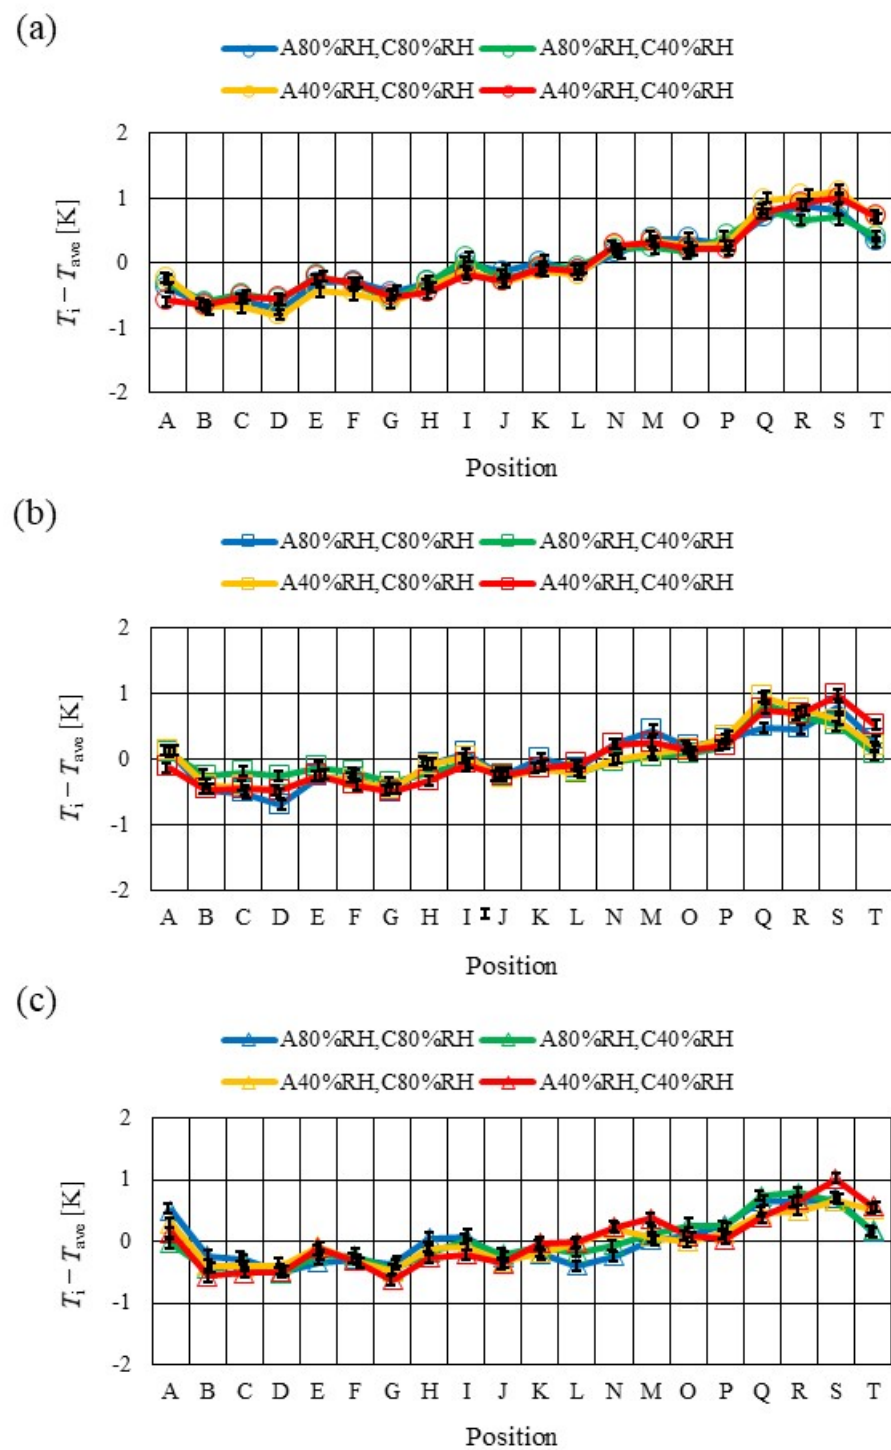 (a)
A80%RH,C80%RH A80%RH,C40%RH
A40%RH,C80%RH A40%RH,C40%RH
2
1
0
-1
-2
Ti – Tave [K]
A B C D E F G H I J K L N M O P Q R S T
Position
(b)
A80%RH,C80%RH A80%RH,C40%RH
A40%RH,C80%RH A40%RH,C40%RH
2
1
0
-1
-2
Ti – Tave [K]
A B C D E F G H I J K L N M O P Q R S T
Position
(c)
A80%RH,C80%RH A80%RH,C40%RH
A40%RH,C80%RH A40%RH,C40%RH
2
1
0
-1
-2
Ti – Tave [K]
A B C D E F G H I J K L N M O P Q R S T
Position